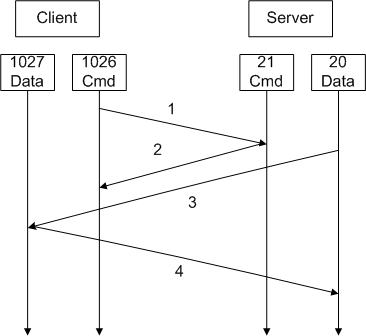 Client
Server
1027
Data
1026
Cmd
21
Cmd
20
Data
1
2
3
4